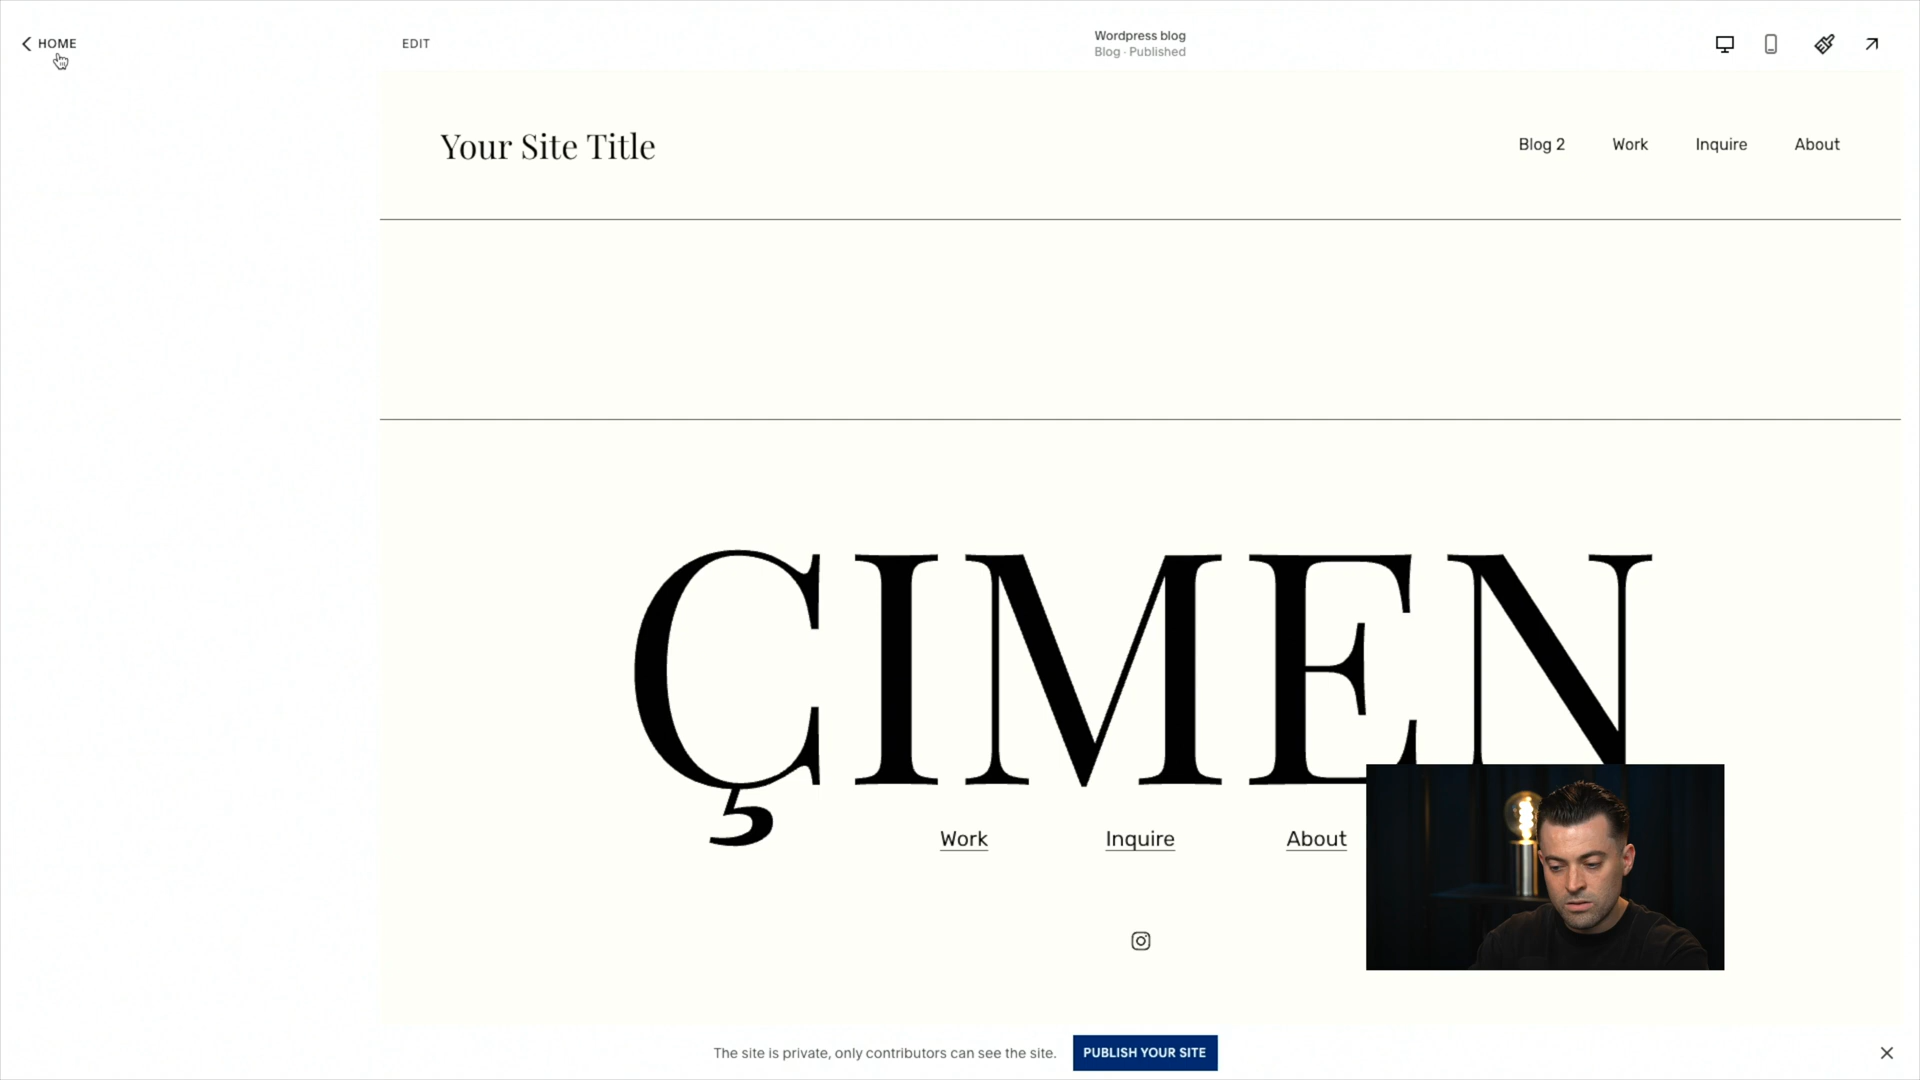 HOME
EDIT
Wordpress blog
Blog · Published
Your Site Title
Blog 2 Work Inquire About
ÇIMEN
Work Inquire About
The site is private, only contributors can see the site. PUBLISH YOUR SITE